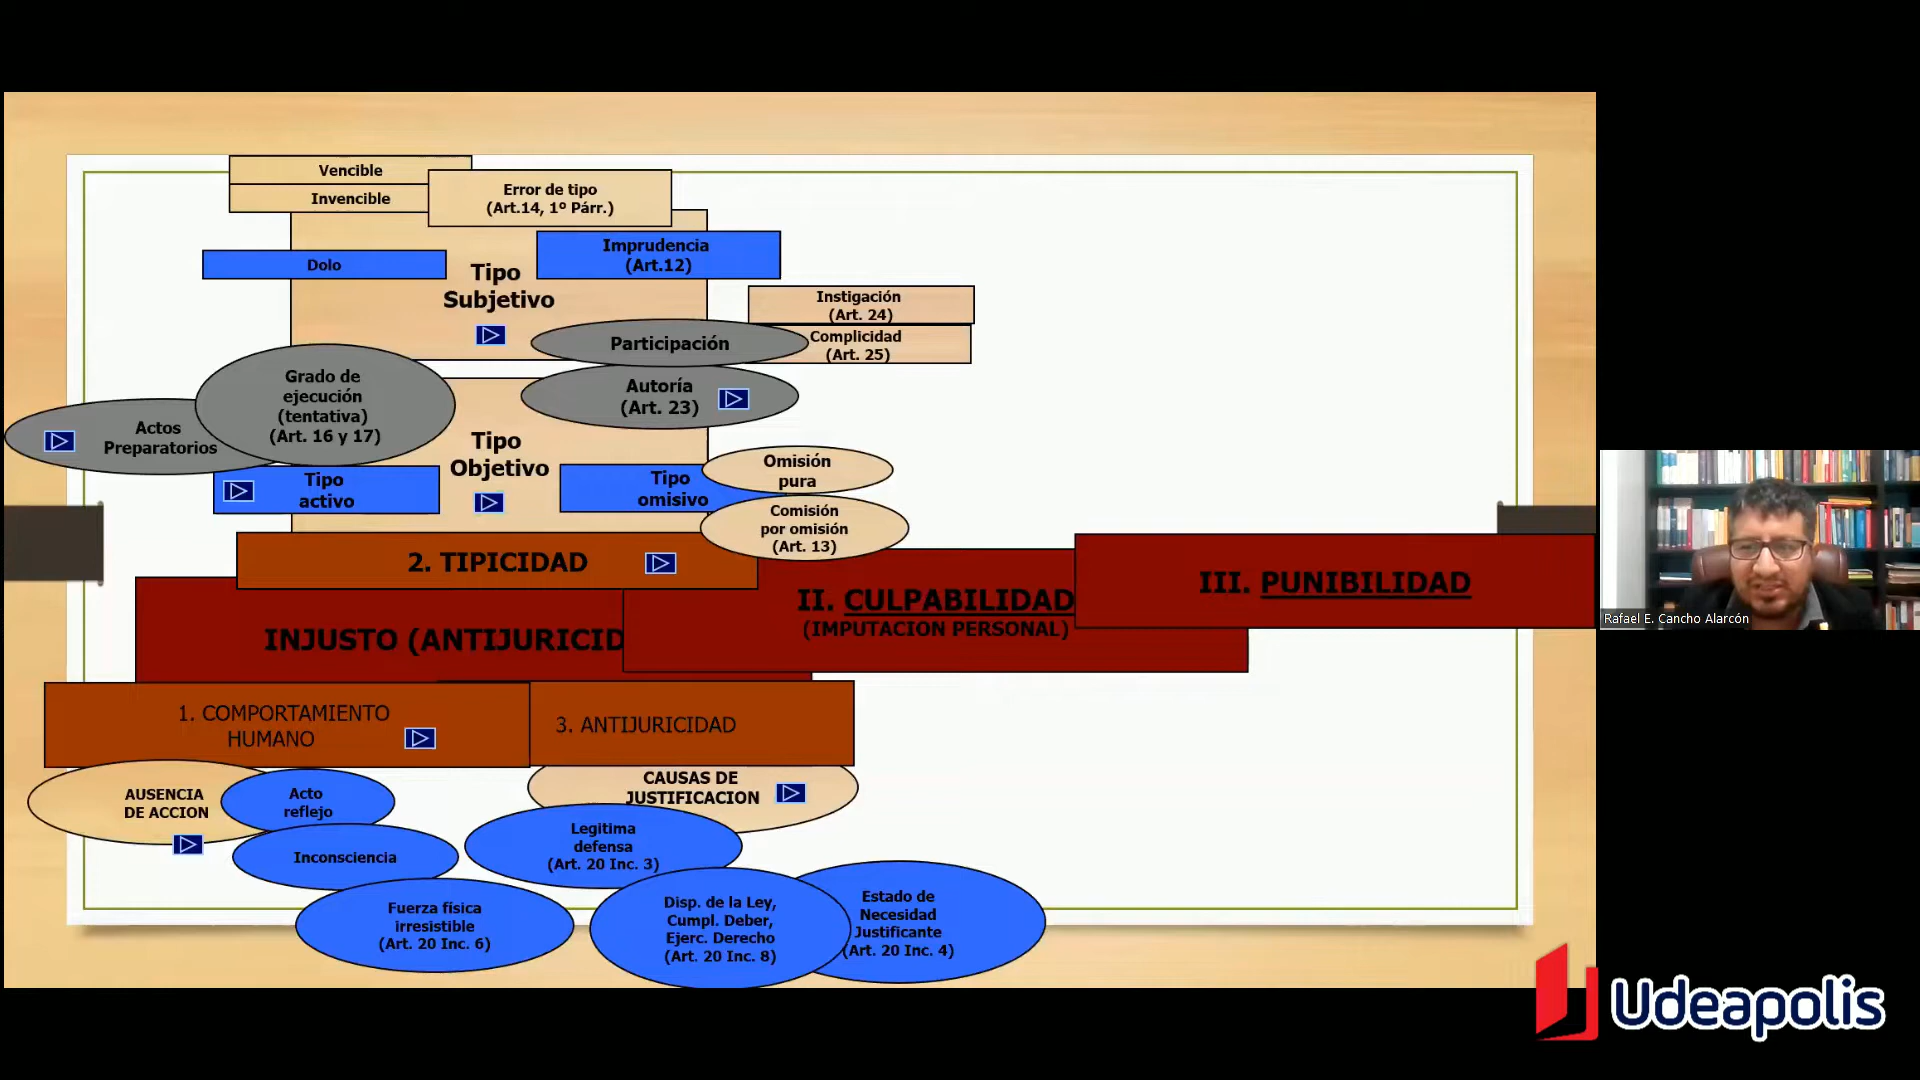 Vencible
Invencible
Error de tipo
(Art.14, 1º Párr.)
Dolo
Imprudencia
(Art.12)
Tipo
Subjetivo
Instigación
(Art. 24)
Complicidad
(Art. 25)
Participación
Grado de
ejecución
(tentativa)
(Art. 16 y 17)
Autoría
(Art. 23)
Actos
Preparatorios
Tipo
Objetivo
Tipo
activo
Tipo
omisivo
Omisión
pura
Comisión
por omisión
(Art. 13)
2. TIPICIDAD
INJUSTO (ANTIJURICID
II. CULPABILIDAD
(IMPUTACION PERSONAL)
III. PUNIBILIDAD
1. COMPORTAMIENTO
HUMANO
3. ANTIJURICIDAD
AUSENCIA
DE ACCION
Acto
reflejo
Inconsciencia
Fuerza física
irresistible
(Art. 20 Inc. 6)
CAUSAS DE
JUSTIFICACION
Legitima
defensa
(Art. 20 Inc. 3)
Disp. de la Ley,
Cumpl. Deber,
Ejerc. Derecho
(Art. 20 Inc. 8)
Estado de
Necesidad
Justificante
(Art. 20 Inc. 4)
Rafael E. Cancho Alarcón
Udeapolis